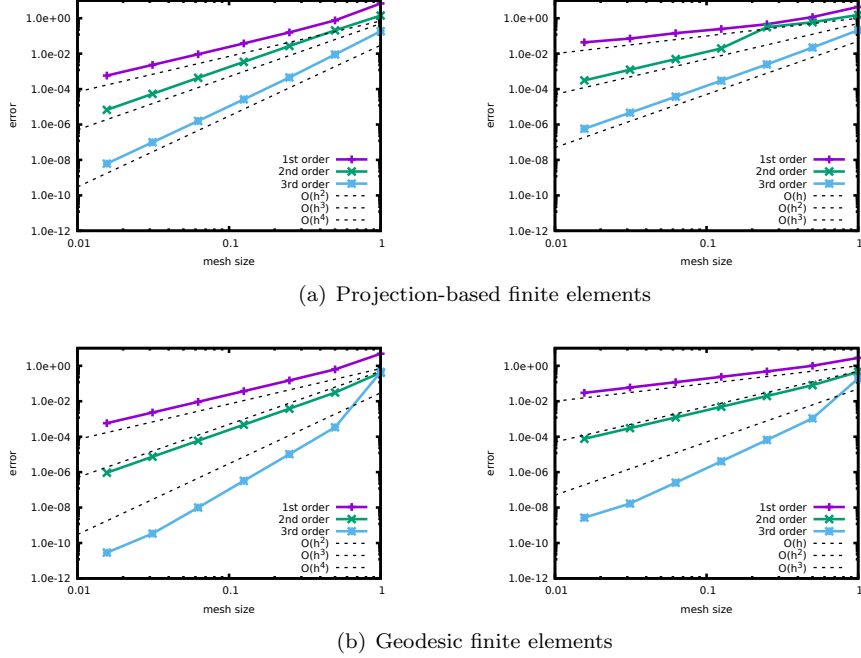 1.0e+00
1.0e-02
1.0e-04
1.0e-06
1.0e-08
1.0e-10
1.0e-12
error
0.01
0.1
1
mesh size
1st order
2nd order
3rd order
O(h²)
O(h³)
O(h⁴)
1.0e+00
1.0e-02
1.0e-04
1.0e-06
1.0e-08
1.0e-10
1.0e-12
error
0.01
0.1
1
mesh size
1st order
2nd order
3rd order
O(h)
O(h²)
O(h³)
(a) Projection-based finite elements
1.0e+00
1.0e-02
1.0e-04
1.0e-06
1.0e-08
1.0e-10
1.0e-12
error
0.01
0.1
1
mesh size
1st order
2nd order
3rd order
O(h²)
O(h³)
O(h⁴)
1.0e+00
1.0e-02
1.0e-04
1.0e-06
1.0e-08
1.0e-10
1.0e-12
error
0.01
0.1
1
mesh size
1st order
2nd order
3rd order
O(h)
O(h²)
O(h³)
(b) Geodesic finite elements